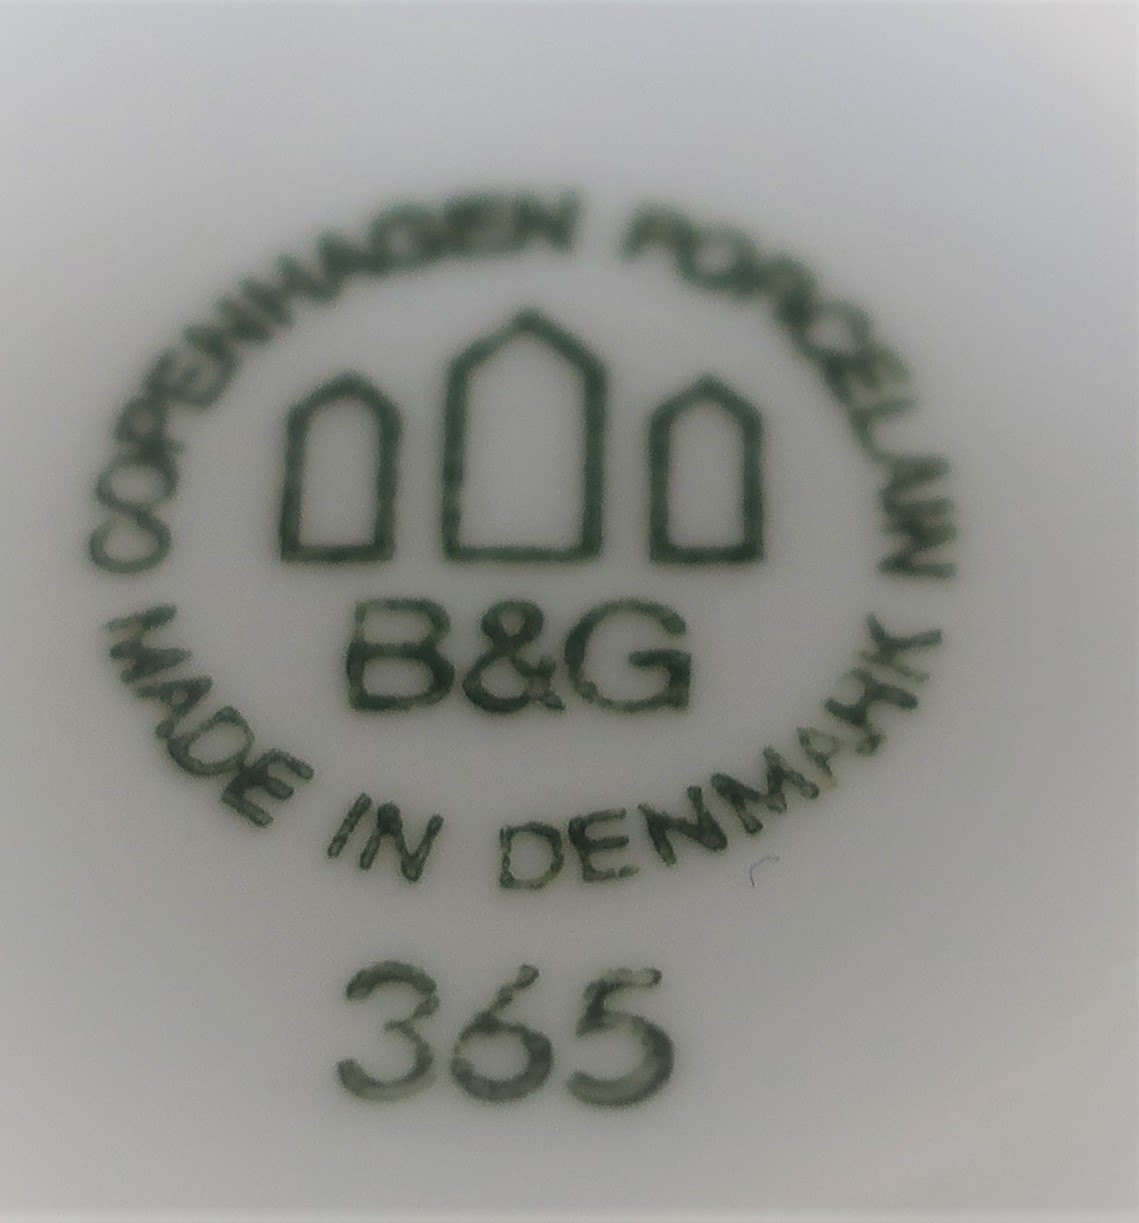 COPENHAGEN PORCELAIN
B&G
MADE IN DENMARK
365